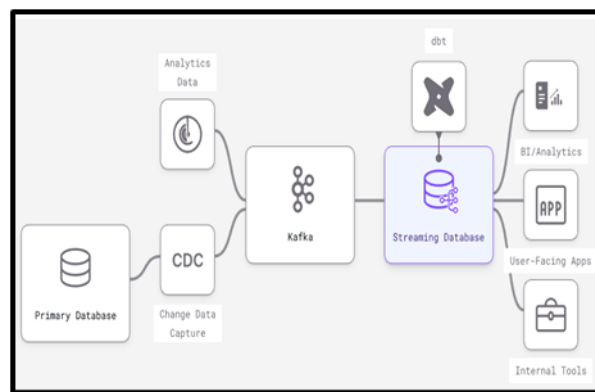 dbt
Analytics
Data
BI/Analytics
CDC
Kafka
Streaming Database
APP
User-Facing Apps
Primary Database
Change Data
Capture
Internal Tools